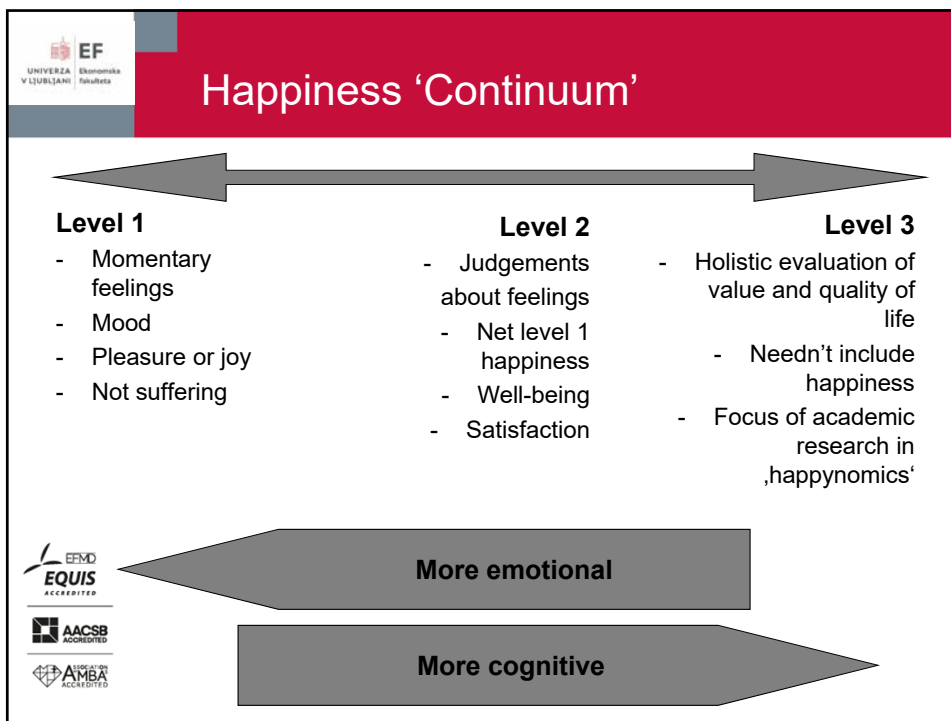 EF
UNIVERZA
V LJUBLJANI
Ekonomska
fakulteta
Happiness ‘Continuum’
Level 1
- Momentary
feelings
- Mood
- Pleasure or joy
- Not suffering
Level 2
- Judgements
about feelings
- Net level 1
happiness
- Well-being
- Satisfaction
Level 3
- Holistic evaluation of
value and quality of
life
- Needn’t include
happiness
- Focus of academic
research in
‚happynomics‘
More emotional
More cognitive
EFMD
EQUIS
ACCREDITED
AACSB
ACCREDITED
ASSOCIATION
AMBA
ACCREDITED